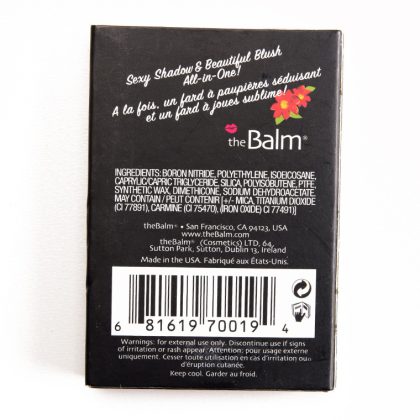 Sexy Shadow & Beautiful Blush
All-in-One!
A la fois, un fard à paupières séduisant
et un fard à joues sublime!
theBalm®
INGREDIENTS: BORON NITRIDE, POLYETHYLENE, ISOEICOSANE,
CAPRYLIC/CAPRIC TRIGLYCERIDE, SILICA, POLYISOBUTENE, PTFE,
SYNTHETIC WAX, DIMETHICONE, SODIUM DEHYDROACETATE,
MAY CONTAIN / PEUT CONTENIR [+/- MICA, TITANIUM DIOXIDE
(CI 77891), CARMINE (CI 75470), (IRON OXIDE) (CI 77491)]
theBalm® • San Francisco, CA 94123, USA
www.theBalm.com
theBalm® (Cosmetics) LTD, 64,
Sutton Park, Sutton, Dublin 13, Ireland
Made in the USA. Fabriqué aux États-Unis.
6 81619 70019 4
Warnings: for external use only. Discontinue use if signs
of irritation or rash appear. Attention: pour usage externe
uniquement. Cesser toute utilisation en cas d'irritation ou
d'éruption cutanée.
Keep cool. Garder au froid.